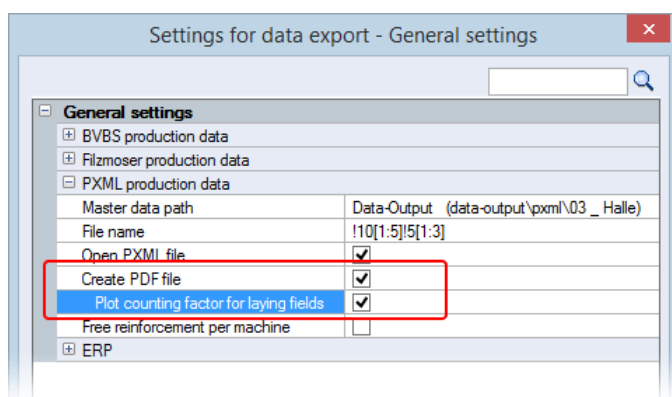 Settings for data export - General settings
General settings
BVBS production data
Filzmoser production data
PXML production data
Master data path Data-Output (data-output\pxml\03 _ Halle)
File name !10[1:5]!5[1:3]
Open PXML file
Create PDF file
Plot counting factor for laying fields
Free reinforcement per machine
ERP